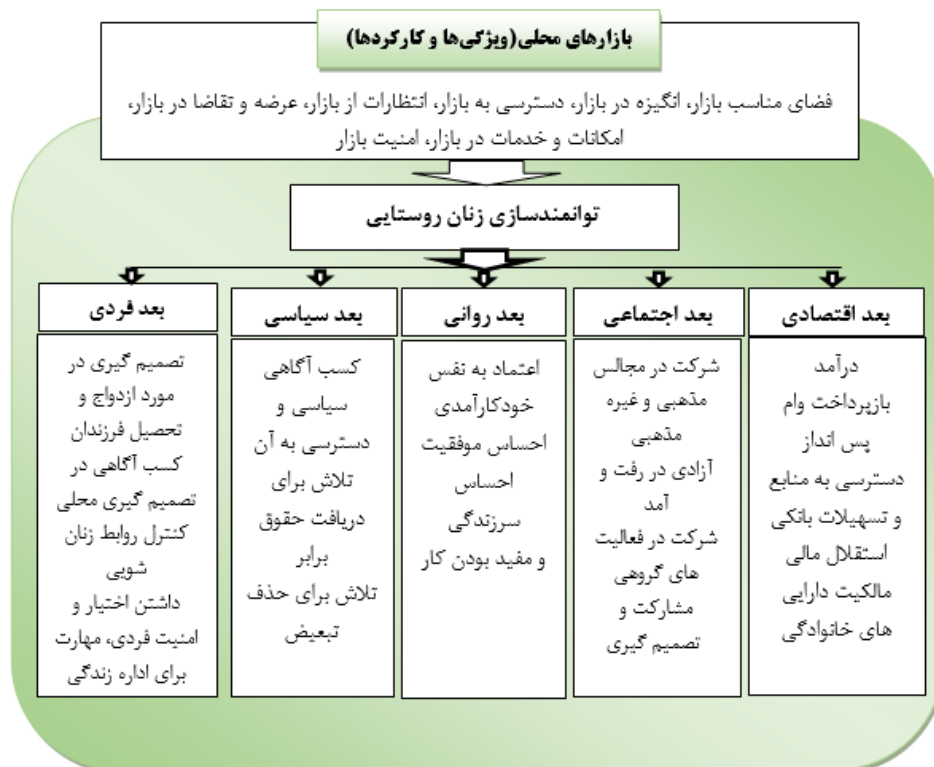 بازارهای محلی(ویژگی‌ها و کارکردها)
فضای مناسب بازار، انگیزه در بازار، دسترسی به بازار، انتظارات از بازار، عرضه و تقاضا در بازار،
امکانات و خدمات در بازار، امنیت بازار
توانمندسازی زنان روستایی
بعد اقتصادی
درآمد
بازپرداخت وام
پس انداز
دسترسی به منابع
و تسهیلات بانکی
استقلال مالی
مالکیت دارایی
های خانوادگی
بعد اجتماعی
شرکت در مجالس
مذهبی و غیره
مذهبی
آزادی در رفت و
آمد
شرکت در فعالیت
های گروهی
مشارکت و
تصمیم گیری
بعد روانی
اعتماد به نفس
خودکارآمدی
احساس موفقیت
احساس
سرزندگی
و مفید بودن کار
بعد سیاسی
کسب آگاهی
سیاسی و
دسترسی به آن
تلاش برای
دریافت حقوق
برابر
تلاش برای حذف
تبعیض
بعد فردی
تصمیم گیری در
مورد ازدواج و
تحصیل فرزندان
کسب آگاهی در
تصمیم گیری محلی
کنترل روابط زنان
شویی
داشتن اختیار و
امنیت فردی، مهارت
برای اداره زندگی